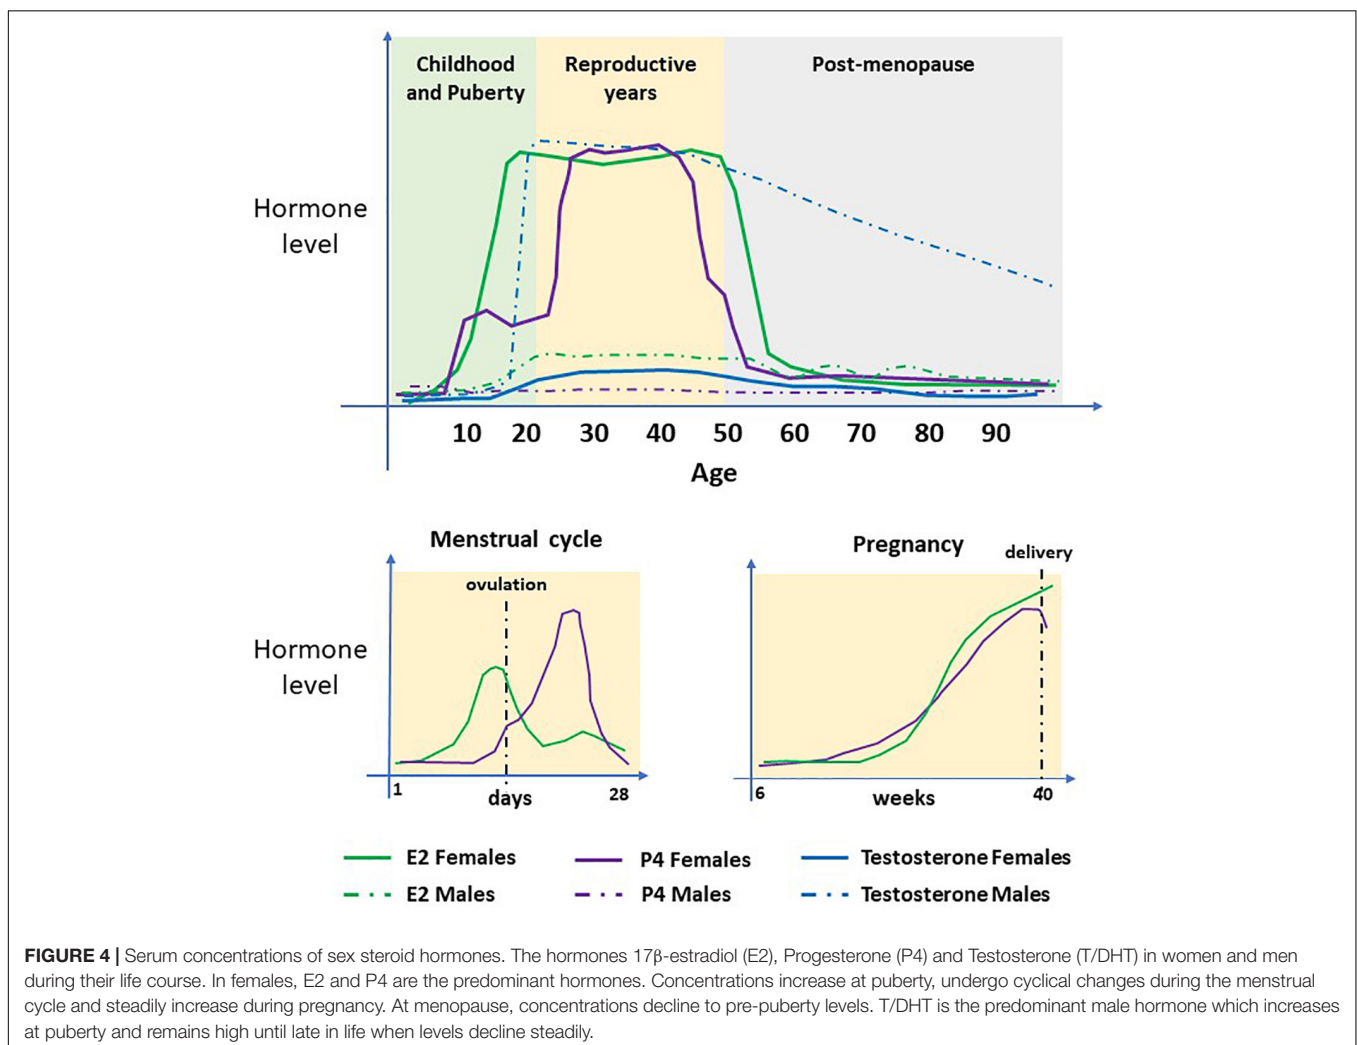 Childhood
and Puberty
Reproductive
years
Post-menopause
Hormone
level
10 20 30 40 50 60 70 80 90
Age
Menstrual cycle
ovulation
Hormone
level
1
days
28
Pregnancy
delivery
6
weeks
40
E2 Females
P4 Females
Testosterone Females
E2 Males
P4 Males
Testosterone Males
FIGURE 4 | Serum concentrations of sex steroid hormones. The hormones 17β-estradiol (E2), Progesterone (P4) and Testosterone (T/DHT) in women and men
during their life course. In females, E2 and P4 are the predominant hormones. Concentrations increase at puberty, undergo cyclical changes during the menstrual
cycle and steadily increase during pregnancy. At menopause, concentrations decline to pre-puberty levels. T/DHT is the predominant male hormone which increases
at puberty and remains high until late in life when levels decline steadily.